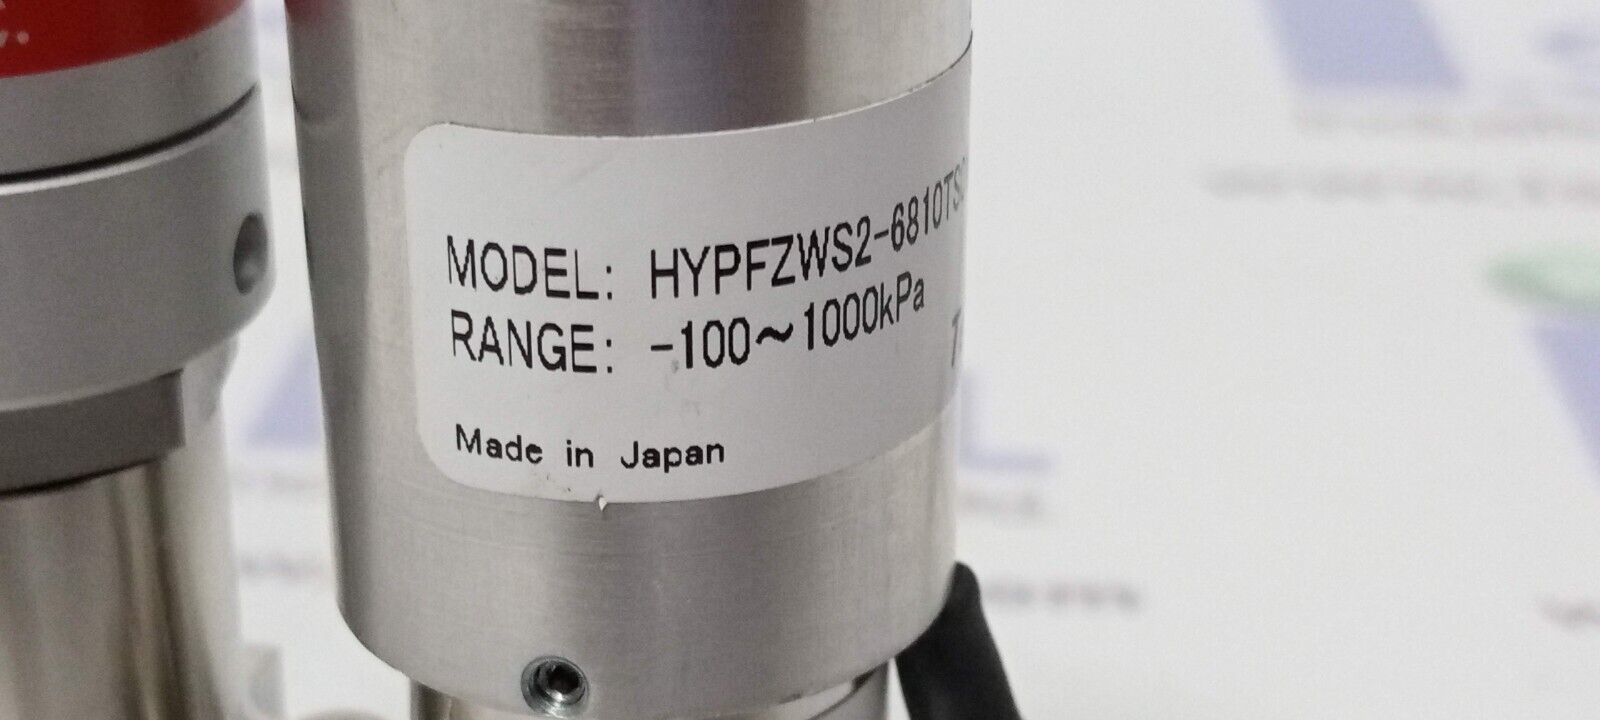 MODEL: HYPFZWS2-6810TS
RANGE: -100~1000kPa
Made in Japan